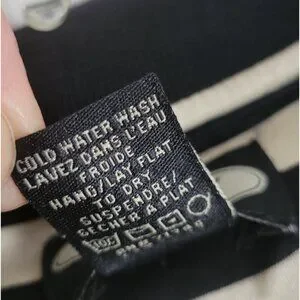 COLD WATER WASH
LAVEZ DANS L'EAU
FROIDE
HANG/LAY FLAT
TO DRY
SUSPENDRE/
SECHER A PLAT